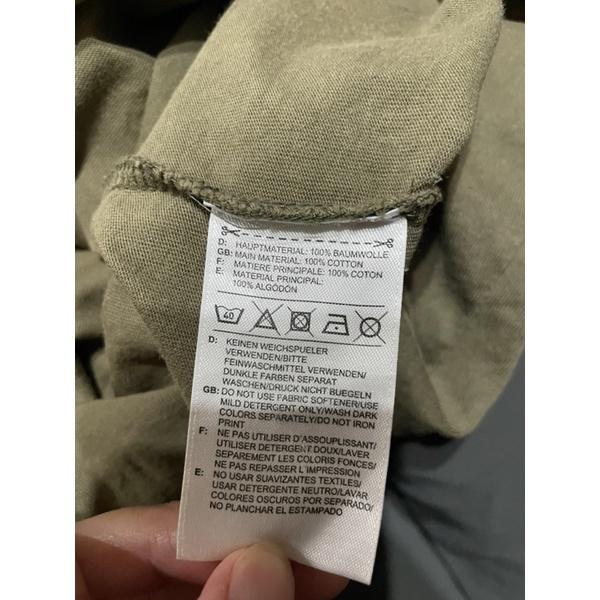 D: HAUPTMATERIAL: 100% BAUMWOLLE
GB: MAIN MATERIAL: 100% COTTON
F: MATIERE PRINCIPALE: 100% COTON
E: MATERIAL PRINCIPAL:
100% ALGODÓN
40
D: KEINEN WEICHSPUELER
VERWENDEN/BITTE
FEINWASCHMITTEL VERWENDEN/
DUNKLE FARBEN SEPARAT
WASCHEN/DRUCK NICHT BUEGELN
GB: DO NOT USE FABRIC SOFTENER/USE
MILD DETERGENT ONLY/WASH DARK
COLORS SEPARATELY/DO NOT IRON
PRINT
F: NE PAS UTILISER D'ASSOUPLISSANT/
UTILISER DETERGENT DOUX/LAVER
SEPAREMENT LES COLORIS FONCES/
NE PAS REPASSER L'IMPRESSION
E: NO USAR SUAVIZANTES TEXTILES/
USAR DETERGENTE NEUTRO/LAVAR
COLORES OSCUROS POR SEPARADO/
NO PLANCHAR EL ESTAMPADO